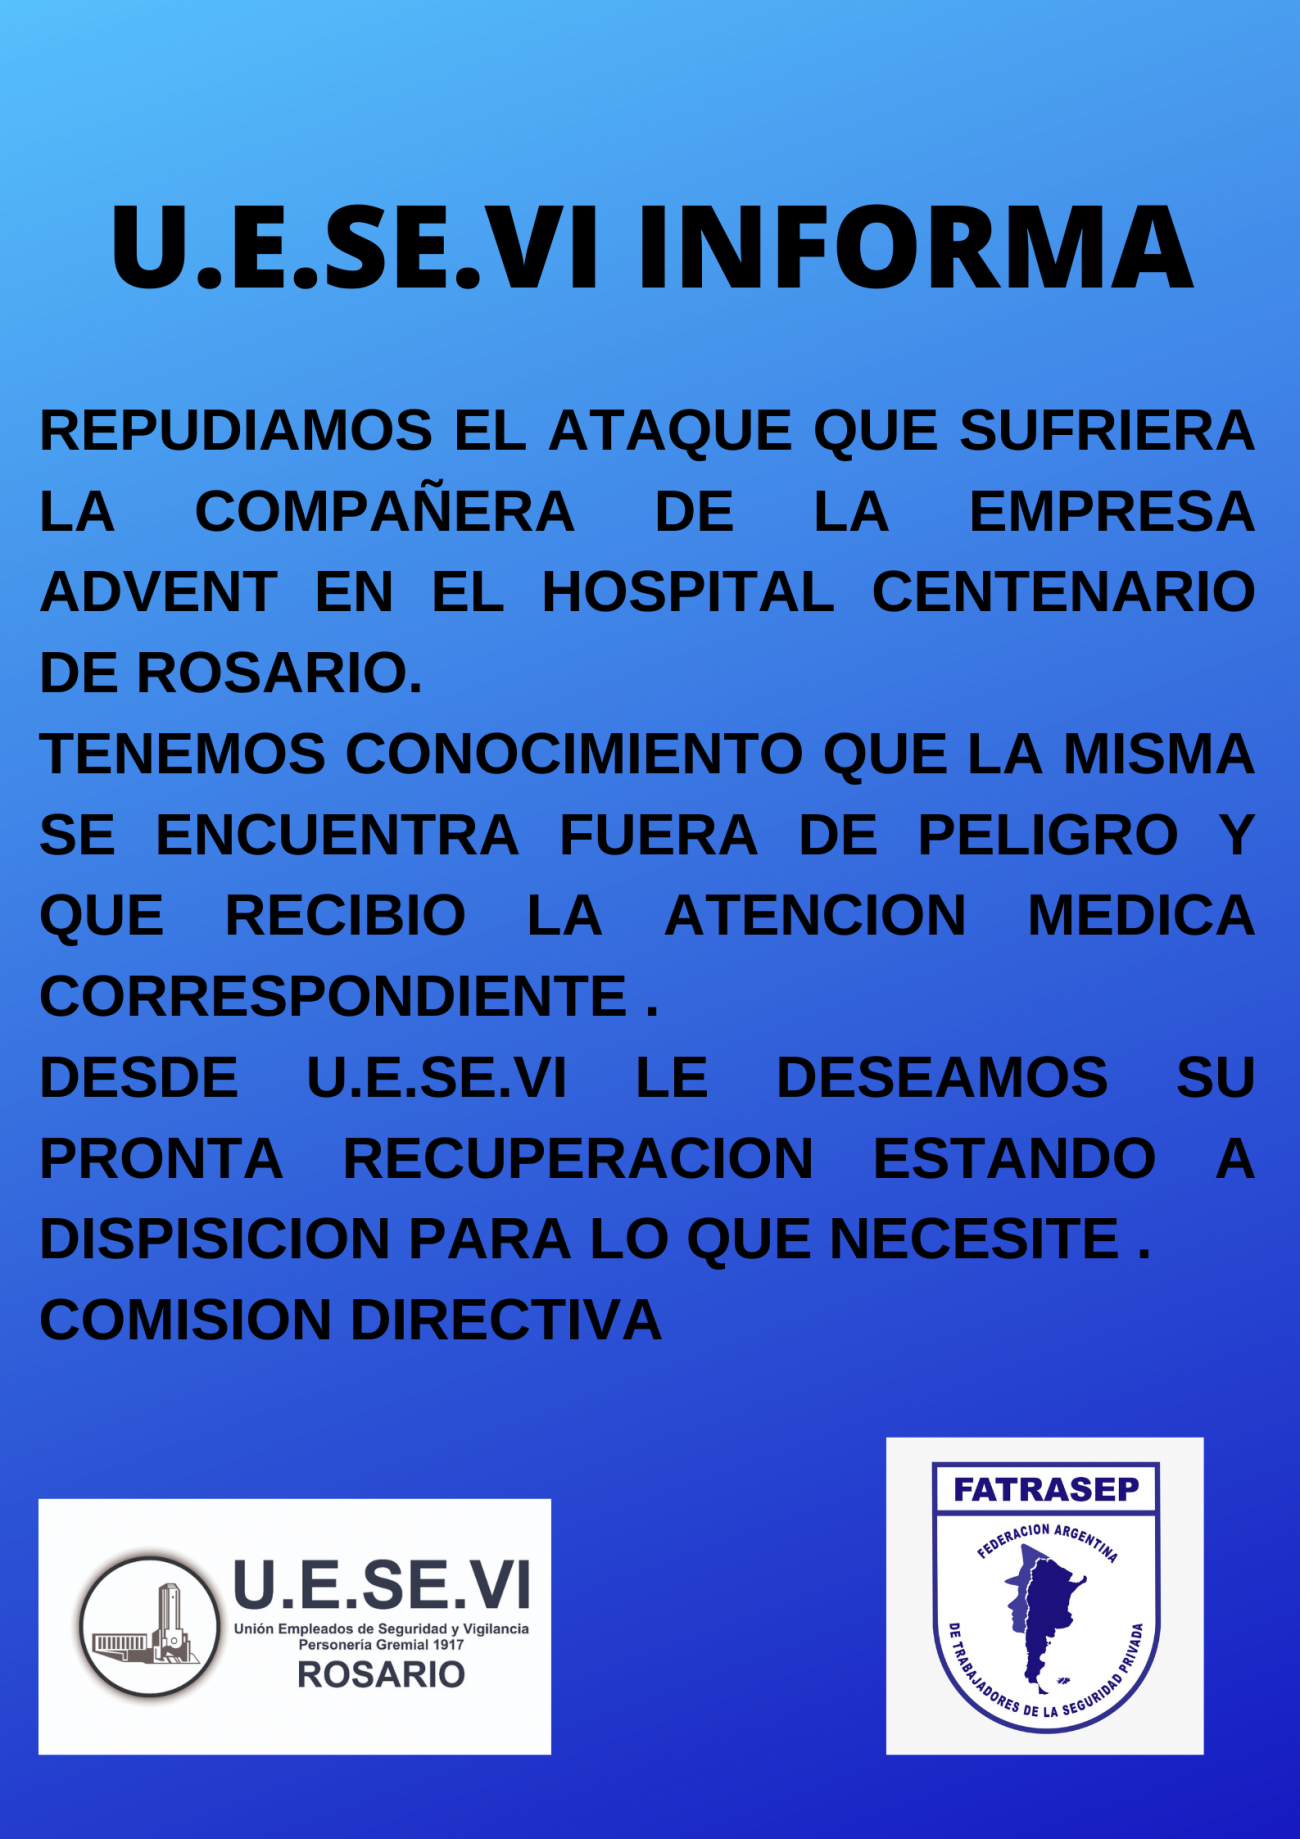 U.E.SE.VI INFORMA
REPUDIAMOS EL ATAQUE QUE SUFRIERA
LA COMPAÑERA DE LA EMPRESA
ADVENT EN EL HOSPITAL CENTENARIO
DE ROSARIO.
TENEMOS CONOCIMIENTO QUE LA MISMA
SE ENCUENTRA FUERA DE PELIGRO Y
QUE RECIBIO LA ATENCION MEDICA
CORRESPONDIENTE .
DESDE U.E.SE.VI LE DESEAMOS SU
PRONTA RECUPERACION ESTANDO A
DISPISICION PARA LO QUE NECESITE .
COMISION DIRECTIVA
U.E.SE.VI
Unión Empleados de Seguridad y Vigilancia
Personería Gremial 1917
ROSARIO
FATRASEP
FEDERACION ARGENTINA
DE TRABAJADORES DE LA SEGURIDAD PRIVADA